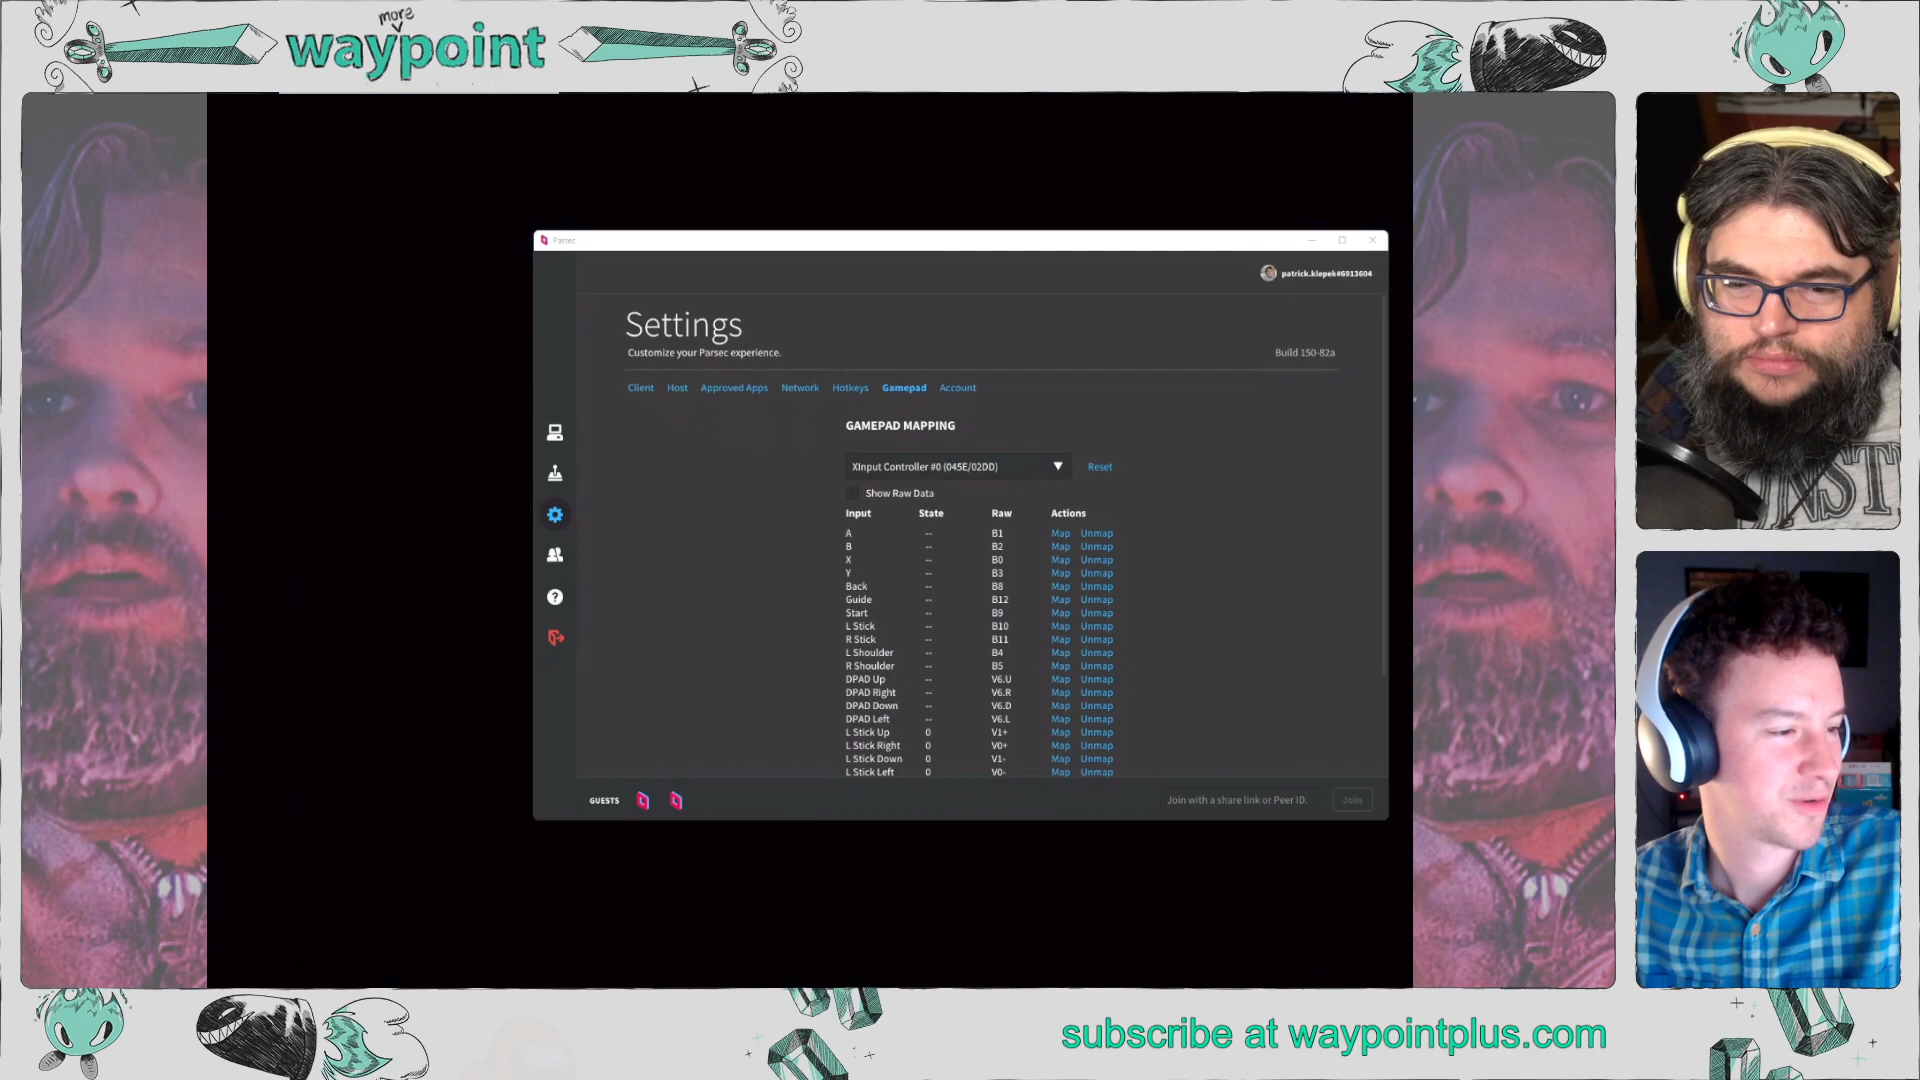 more
waypoint
Parsec
patrick.klepek#6913604
Settings
Customize your Parsec experience.
Build 150-82a
Client Host Approved Apps Network Hotkeys Gamepad Account
GAMEPAD MAPPING
XInput Controller #0 (045E/02DD) Reset
Show Raw Data
Input State Raw Actions
A -- B1 Map Unmap
B -- B2 Map Unmap
X -- B0 Map Unmap
Y -- B3 Map Unmap
Back -- B8 Map Unmap
Guide -- B12 Map Unmap
Start -- B9 Map Unmap
L Stick -- B10 Map Unmap
R Stick -- B11 Map Unmap
L Shoulder -- B4 Map Unmap
R Shoulder -- B5 Map Unmap
DPAD Up -- V6.U Map Unmap
DPAD Right -- V6.R Map Unmap
DPAD Down -- V6.D Map Unmap
DPAD Left -- V6.L Map Unmap
L Stick Up 0 V1+ Map Unmap
L Stick Right 0 V0+ Map Unmap
L Stick Down 0 V1- Map Unmap
L Stick Left 0 V0- Map Unmap
GUESTS
Join with a share link or Peer ID. Join
subscribe at waypointplus.com